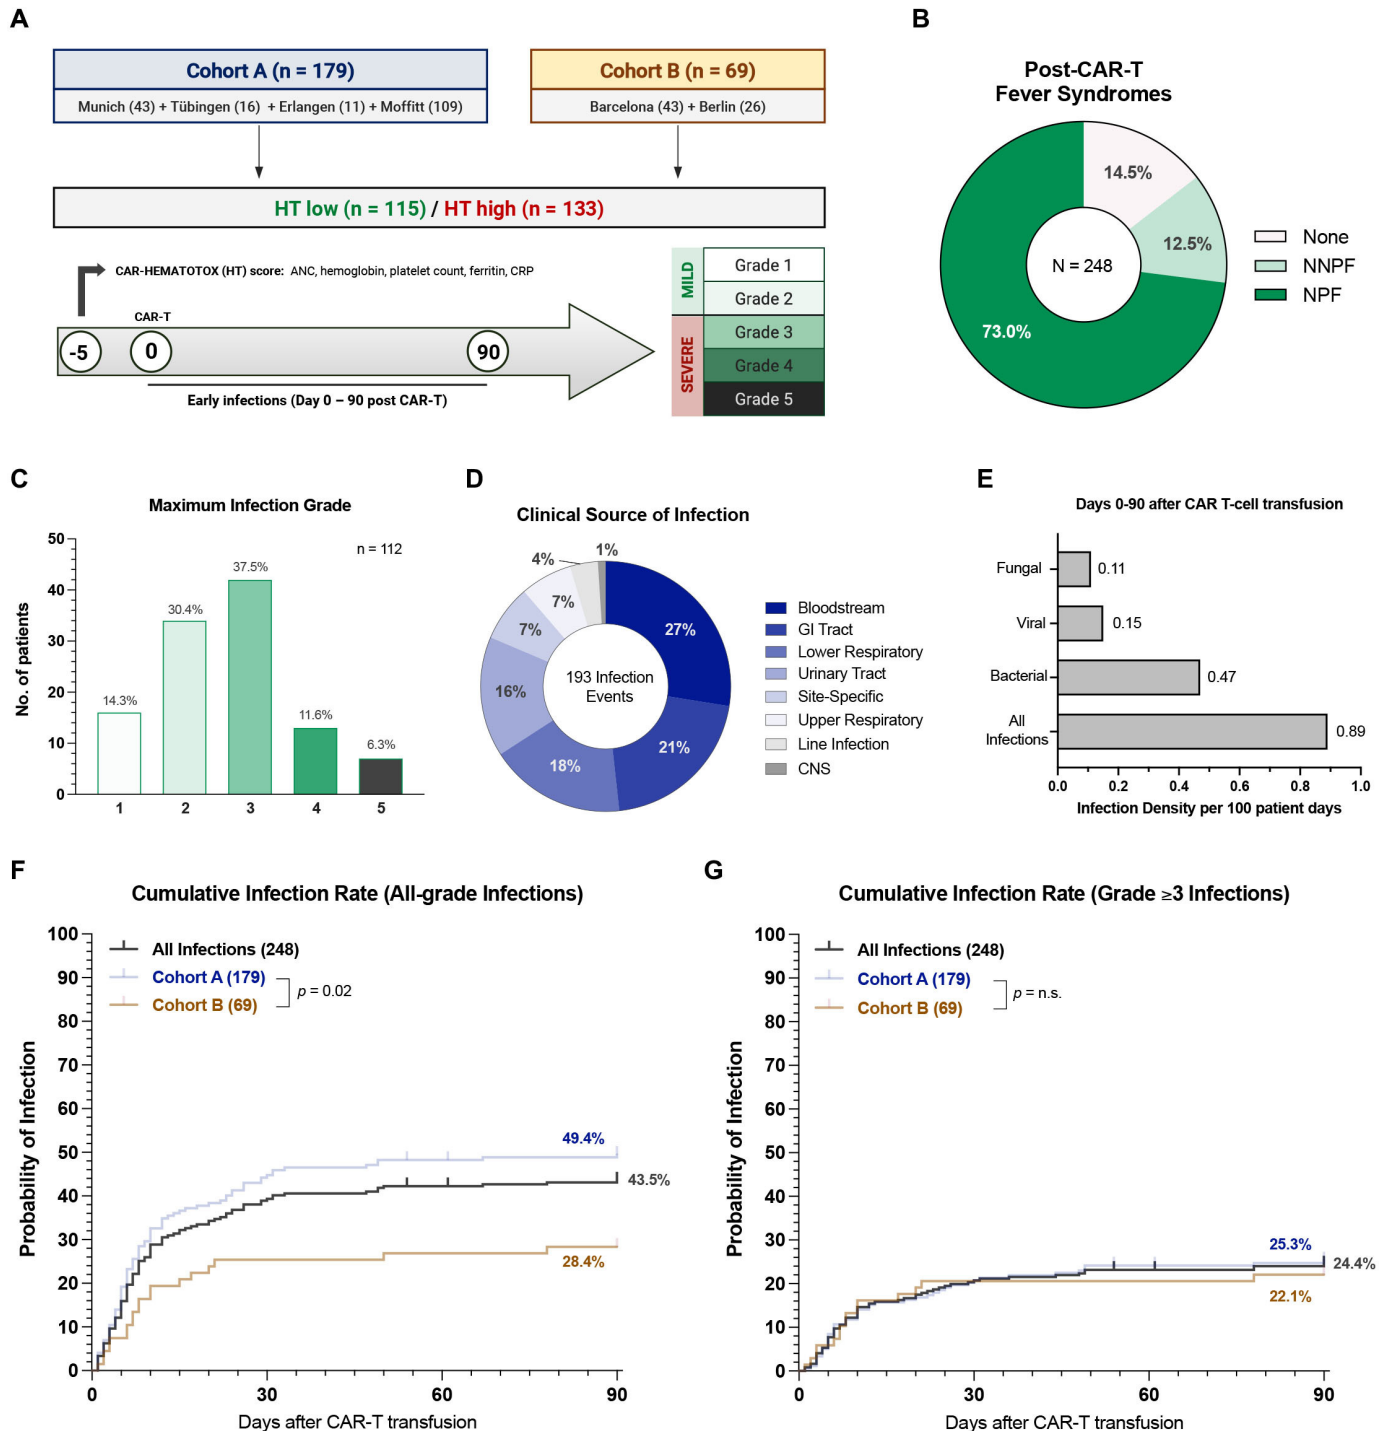 A
Cohort A (n = 179)
Munich (43) + Tübingen (16) + Erlangen (11) + Moffitt (109)
Cohort B (n = 69)
Barcelona (43) + Berlin (26)
HT low (n = 115) / HT high (n = 133)
CAR-HEMATOTOX (HT) score: ANC, hemoglobin, platelet count, ferritin, CRP
CAR-T
-5
0
90
Early infections (Day 0 – 90 post CAR-T)
MILD
SEVERE
Grade 1
Grade 2
Grade 3
Grade 4
Grade 5
B
Post-CAR-T
Fever Syndromes
14.5%
12.5%
73.0%
N = 248
None
NNPF
NPF
C
Maximum Infection Grade
n = 112
No. of patients
50
40
30
20
10
0
14.3%
30.4%
37.5%
11.6%
6.3%
1
2
3
4
5
D
Clinical Source of Infection
1%
4%
7%
7%
16%
18%
21%
27%
193 Infection
Events
Bloodstream
GI Tract
Lower Respiratory
Urinary Tract
Site-Specific
Upper Respiratory
Line Infection
CNS
E
Days 0-90 after CAR T-cell transfusion
Fungal
0.11
Viral
0.15
Bacterial
0.47
All
Infections
0.89
0.0
0.2
0.4
0.6
0.8
1.0
Infection Density per 100 patient days
F
Cumulative Infection Rate (All-grade Infections)
Probability of Infection
100
90
80
70
60
50
40
30
20
10
0
All Infections (248)
Cohort A (179)
Cohort B (69)
p = 0.02
49.4%
43.5%
28.4%
0
30
60
90
Days after CAR-T transfusion
G
Cumulative Infection Rate (Grade ≥3 Infections)
Probability of Infection
100
90
80
70
60
50
40
30
20
10
0
All Infections (248)
Cohort A (179)
Cohort B (69)
p = n.s.
25.3%
24.4%
22.1%
0
30
60
90
Days after CAR-T transfusion